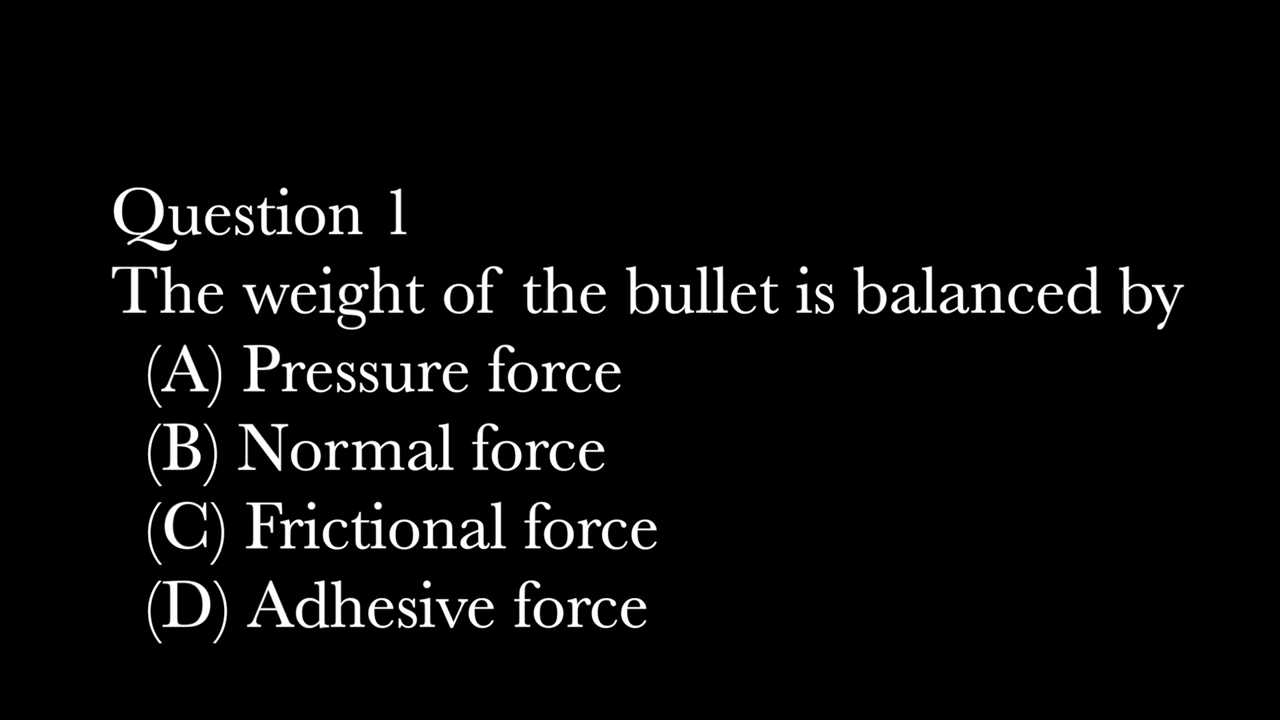 Question 1
The weight of the bullet is balanced by
(A) Pressure force
(B) Normal force
(C) Frictional force
(D) Adhesive force